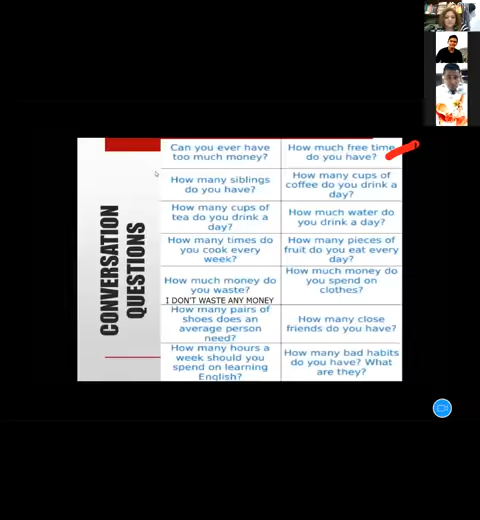 CONVERSATION
QUESTIONS
Can you ever have
too much money?
How much free time
do you have?
How many siblings
do you have?
How many cups of
coffee do you drink a
day?
How many cups of
tea do you drink a
day?
How much water do
you drink a day?
How many times do
you cook every
week?
How many pieces of
fruit do you eat every
day?
How much money do
you waste?
I DON'T WASTE ANY MONEY
How much money do
you spend on
clothes?
How many pairs of
shoes does an
average person
need?
How many close
friends do you have?
How many hours a
week should you
spend on learning
English?
How many bad habits
do you have? What
are they?